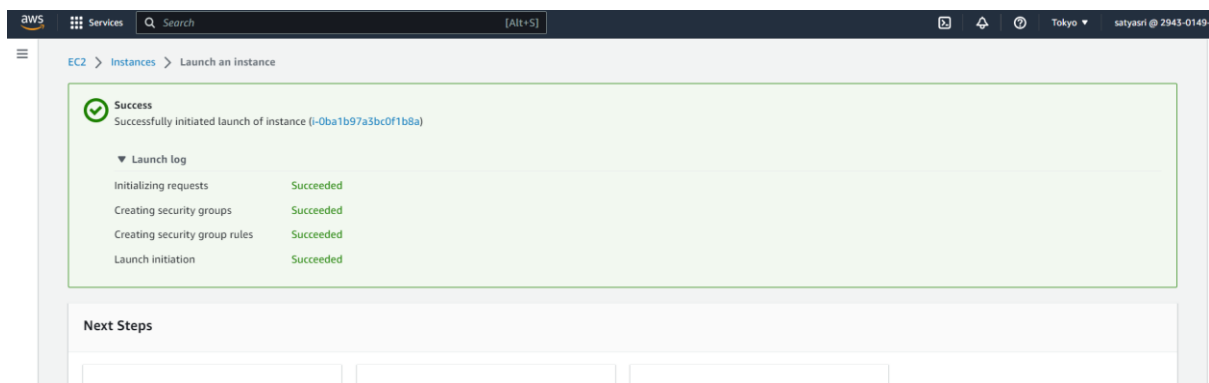 aws Services Search [Alt+S] Tokyo ▼ satyasri @ 2943-0149-
EC2 > Instances > Launch an instance
Success
Successfully initiated launch of instance (i-0ba1b97a3bc0f1b8a)
▼ Launch log
Initializing requests Succeeded
Creating security groups Succeeded
Creating security group rules Succeeded
Launch initiation Succeeded
Next Steps